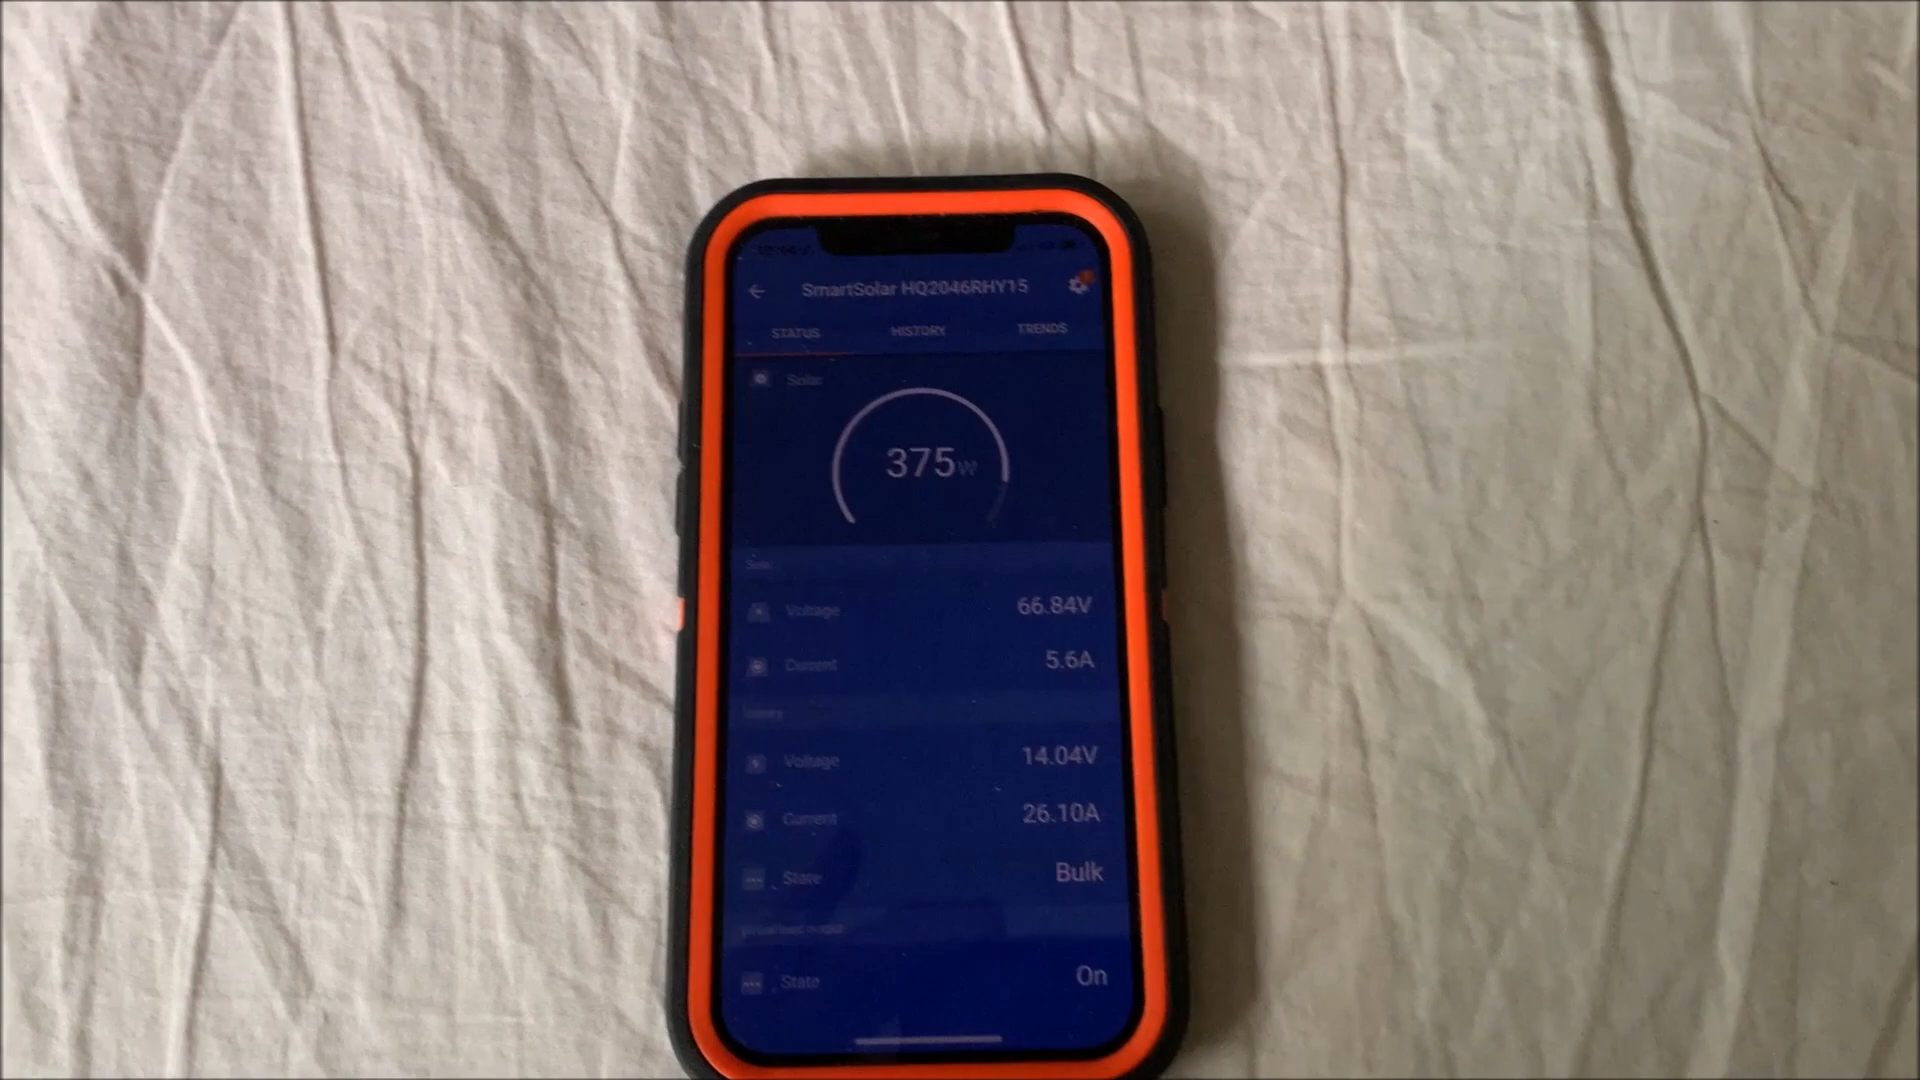 SmartSolar HQ2046RHY15
STATUS HISTORY TRENDS
Solar
375W
Voltage 66.84V
Current 5.6A
Battery
Voltage 14.04V
Current 26.10A
State Bulk
State On